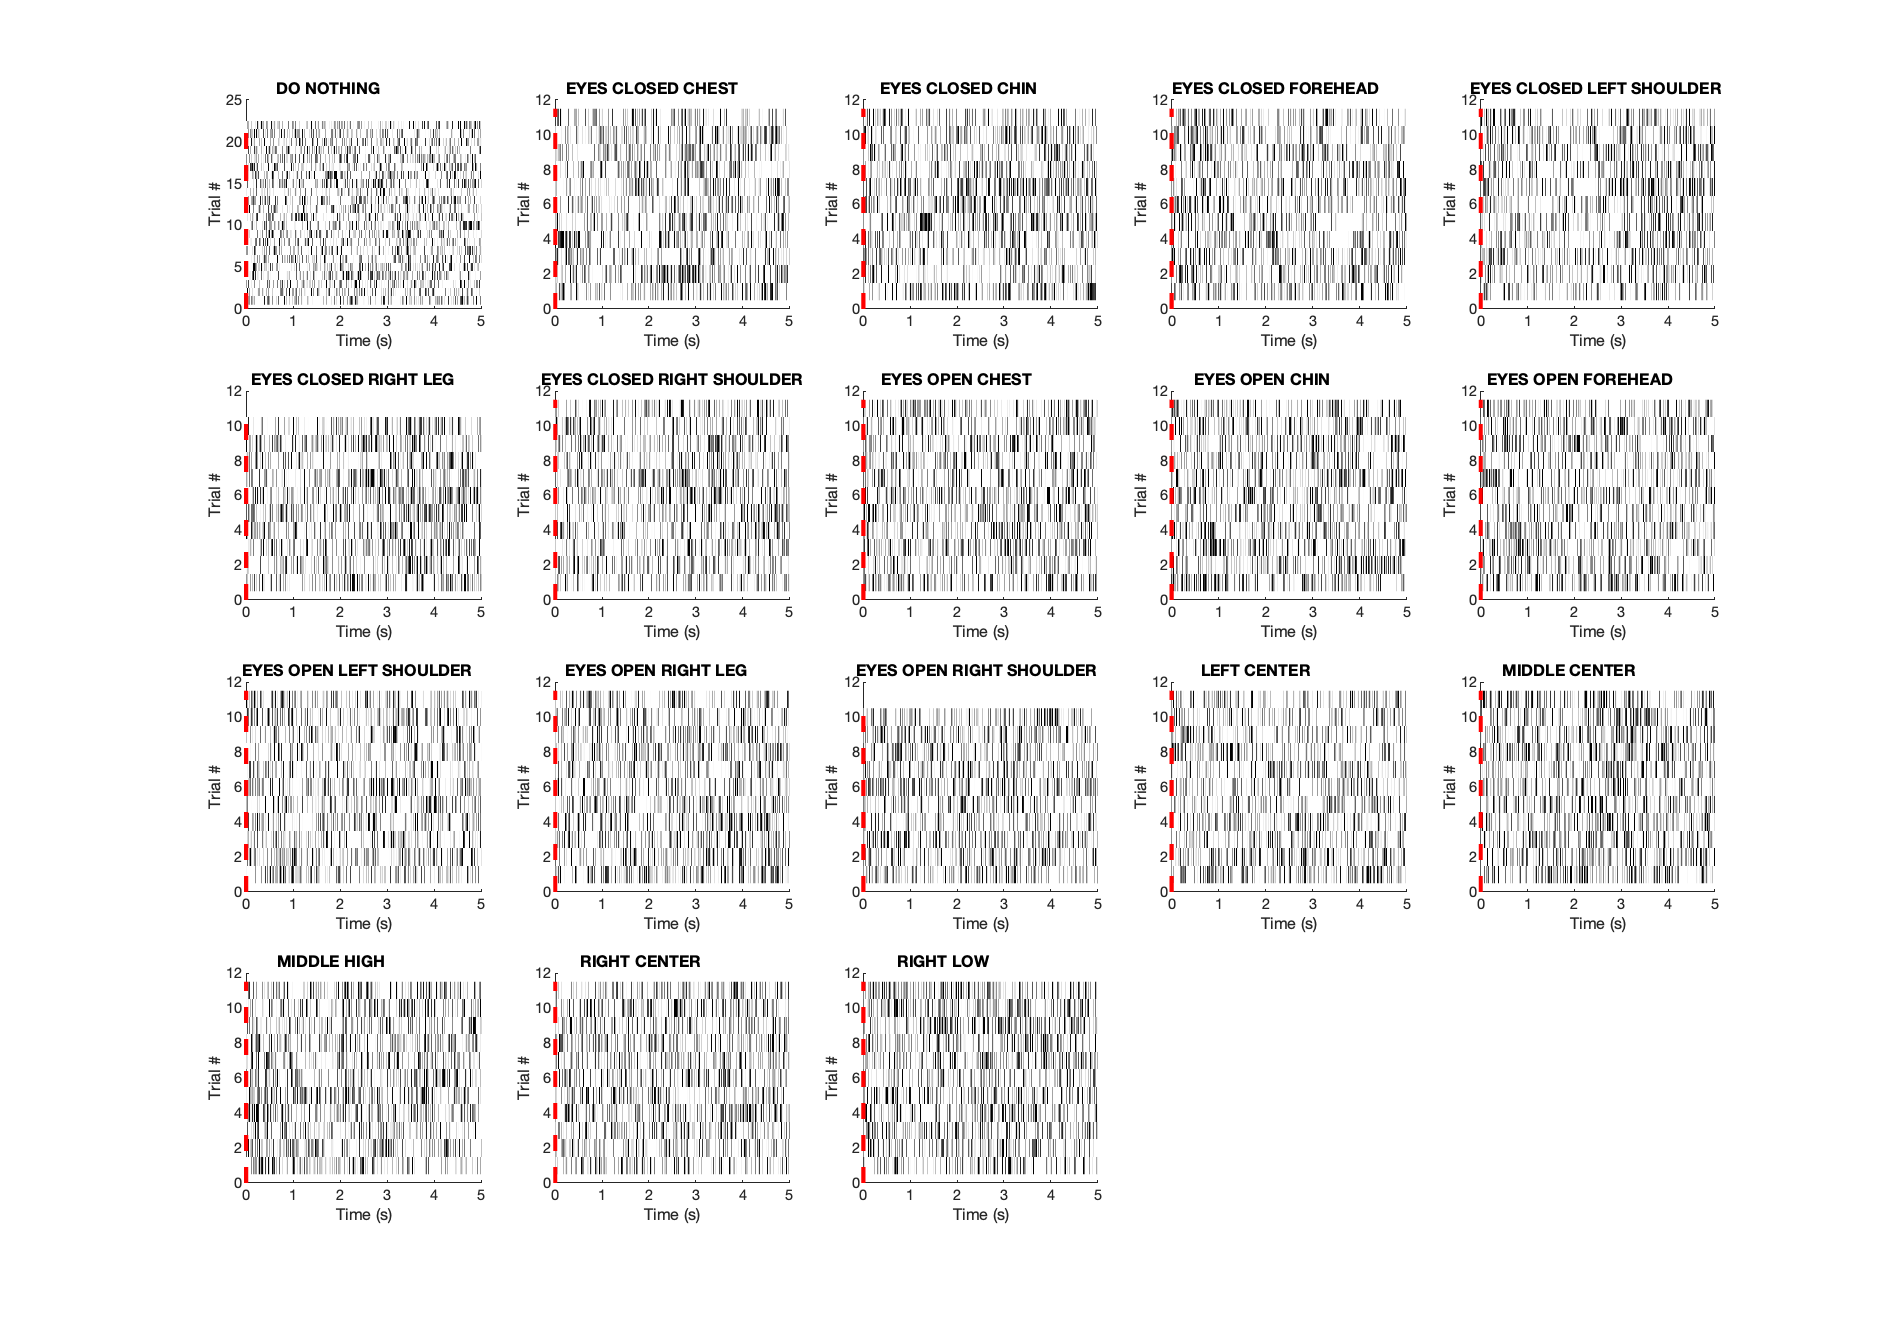 DO NOTHING
25
20
15
10
5
0
Trial #
0 1 2 3 4 5
Time (s)
EYES CLOSED CHEST
12
10
8
6
4
2
0
Trial #
0 1 2 3 4 5
Time (s)
EYES CLOSED CHIN
12
10
8
6
4
2
0
Trial #
0 1 2 3 4 5
Time (s)
EYES CLOSED FOREHEAD
12
10
8
6
4
2
0
Trial #
0 1 2 3 4 5
Time (s)
EYES CLOSED LEFT SHOULDER
12
10
8
6
4
2
0
Trial #
0 1 2 3 4 5
Time (s)
EYES CLOSED RIGHT LEG
12
10
8
6
4
2
0
Trial #
0 1 2 3 4 5
Time (s)
EYES CLOSED RIGHT SHOULDER
12
10
8
6
4
2
0
Trial #
0 1 2 3 4 5
Time (s)
EYES OPEN CHEST
12
10
8
6
4
2
0
Trial #
0 1 2 3 4 5
Time (s)
EYES OPEN CHIN
12
10
8
6
4
2
0
Trial #
0 1 2 3 4 5
Time (s)
EYES OPEN FOREHEAD
12
10
8
6
4
2
0
Trial #
0 1 2 3 4 5
Time (s)
EYES OPEN LEFT SHOULDER
12
10
8
6
4
2
0
Trial #
0 1 2 3 4 5
Time (s)
EYES OPEN RIGHT LEG
12
10
8
6
4
2
0
Trial #
0 1 2 3 4 5
Time (s)
EYES OPEN RIGHT SHOULDER
12
10
8
6
4
2
0
Trial #
0 1 2 3 4 5
Time (s)
LEFT CENTER
12
10
8
6
4
2
0
Trial #
0 1 2 3 4 5
Time (s)
MIDDLE CENTER
12
10
8
6
4
2
0
Trial #
0 1 2 3 4 5
Time (s)
MIDDLE HIGH
12
10
8
6
4
2
0
Trial #
0 1 2 3 4 5
Time (s)
RIGHT CENTER
12
10
8
6
4
2
0
Trial #
0 1 2 3 4 5
Time (s)
RIGHT LOW
12
10
8
6
4
2
0
Trial #
0 1 2 3 4 5
Time (s)